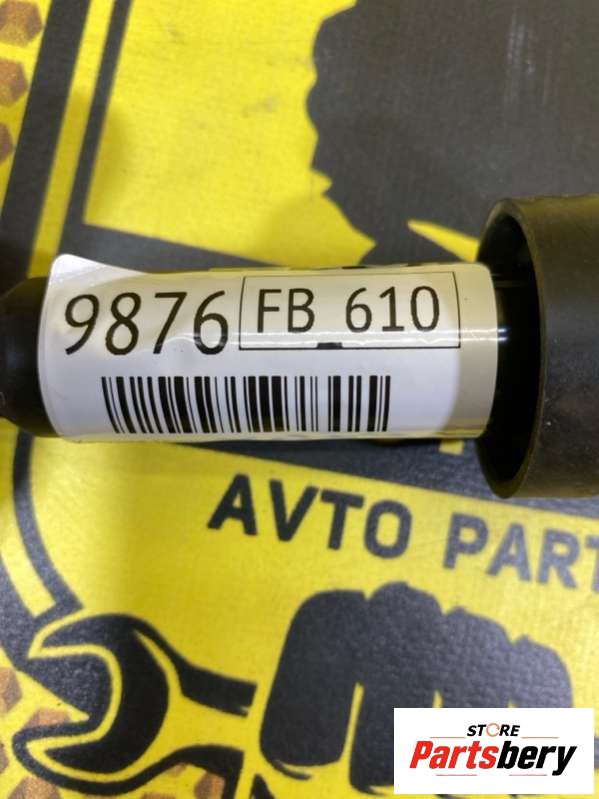 9876 FB 610
AVTO PART
STORE
Partsbery